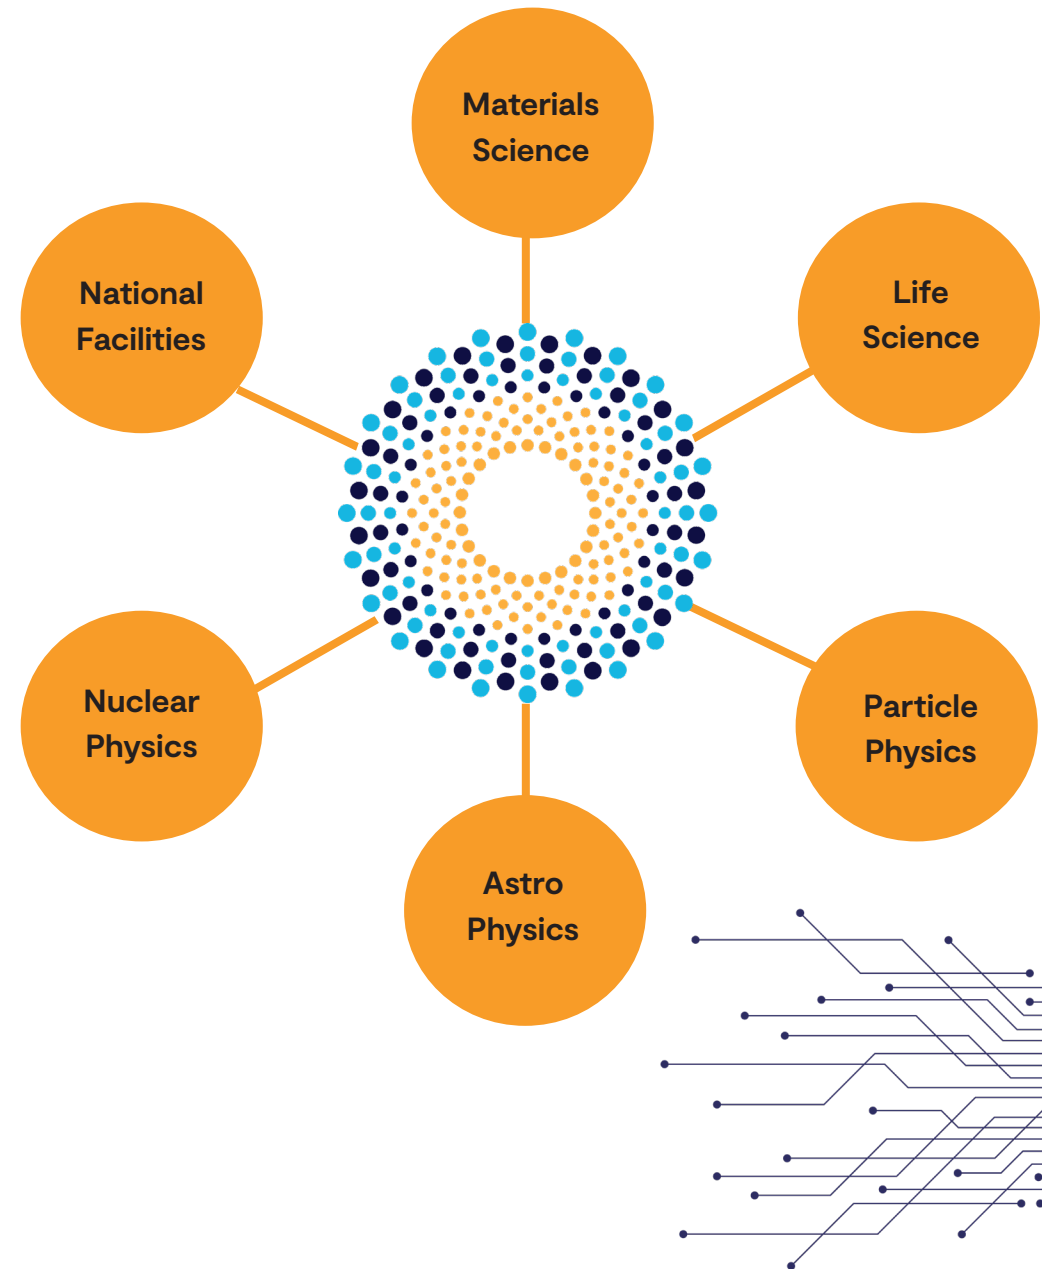 Materials
Science
National
Facilities
Life
Science
Nuclear
Physics
Particle
Physics
Astro
Physics